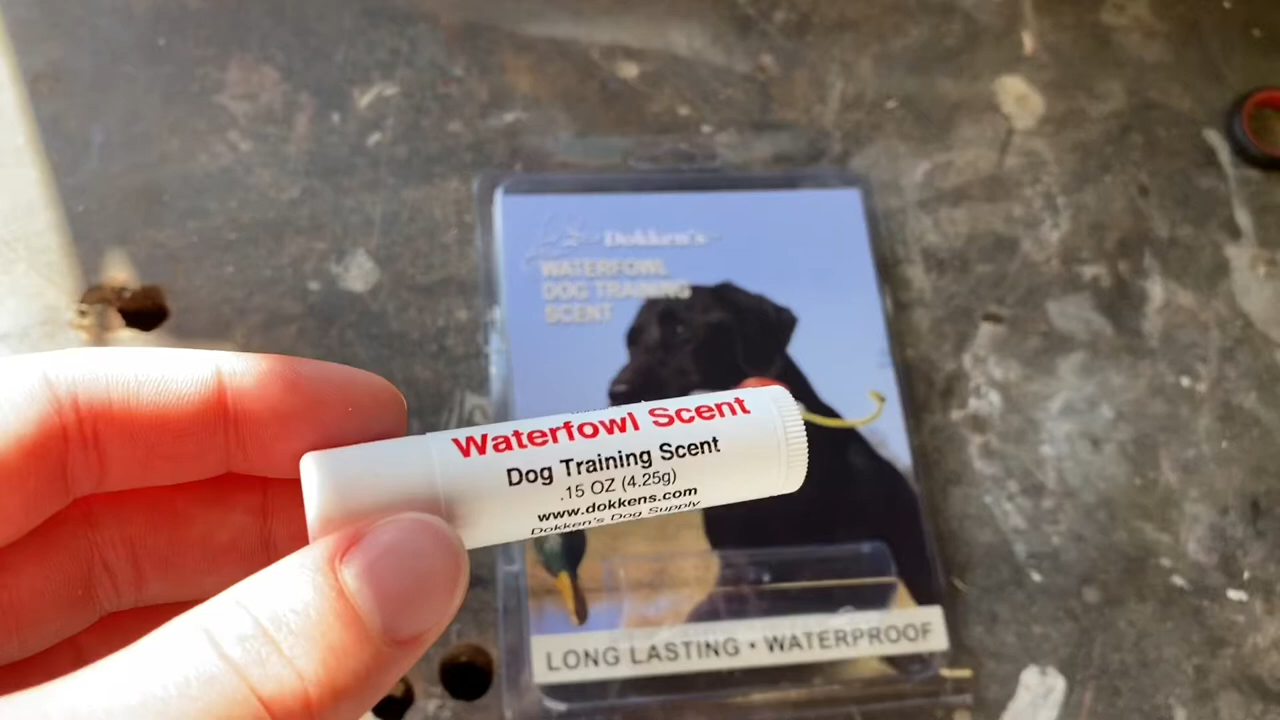 Dokken's
WATERFOWL
DOG TRAINING
SCENT
Waterfowl Scent
Dog Training Scent
.15 OZ (4.25g)
www.dokkens.com
Dokken's Dog Supply
LONG LASTING • WATERPROOF